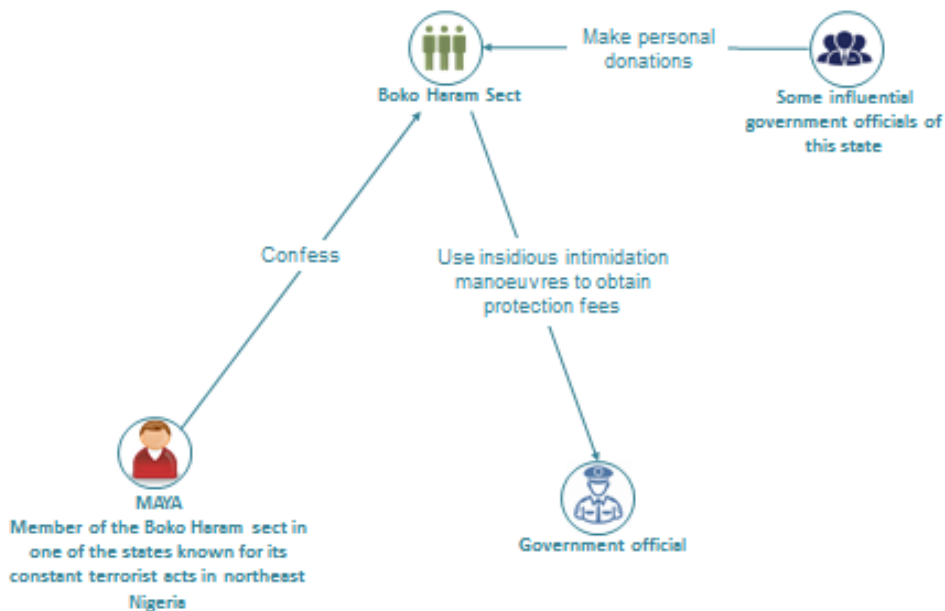 Make personal
donations
Boko Haram Sect
Some influential
government officials of
this state
Confess
Use insidious intimidation
manoeuvres to obtain
protection fees
MAYA
Member of the Boko Haram sect in
one of the states known for its
constant terrorist acts in northeast
Nigeria
Government official